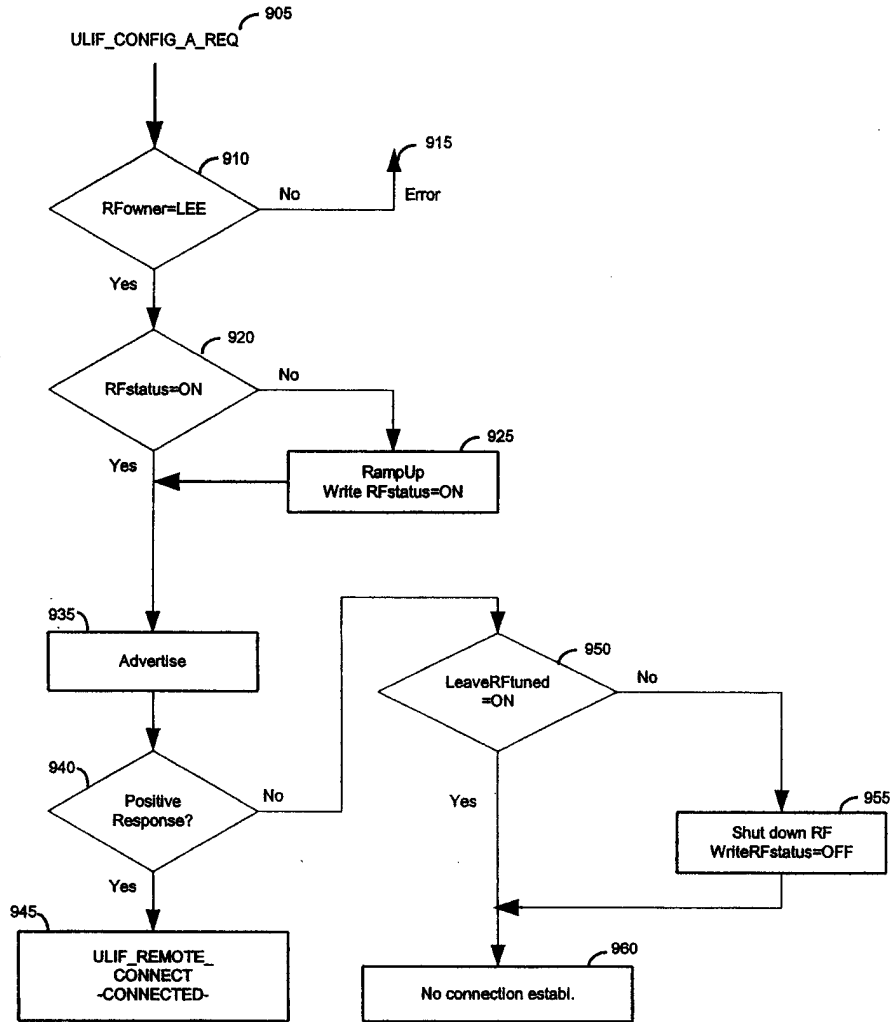 905
ULIF_CONFIG_A_REQ
910
915
RFowner=LEE
No
Error
Yes
920
RFstatus=ON
No
925
Yes
RampUp
Write RFstatus=ON
935
Advertise
950
LeaveRFtuned
=ON
No
940
Positive
Response?
No
Yes
955
Shut down RF
WriteRFstatus=OFF
Yes
945
ULIF_REMOTE_
CONNECT
-CONNECTED-
960
No connection establ.